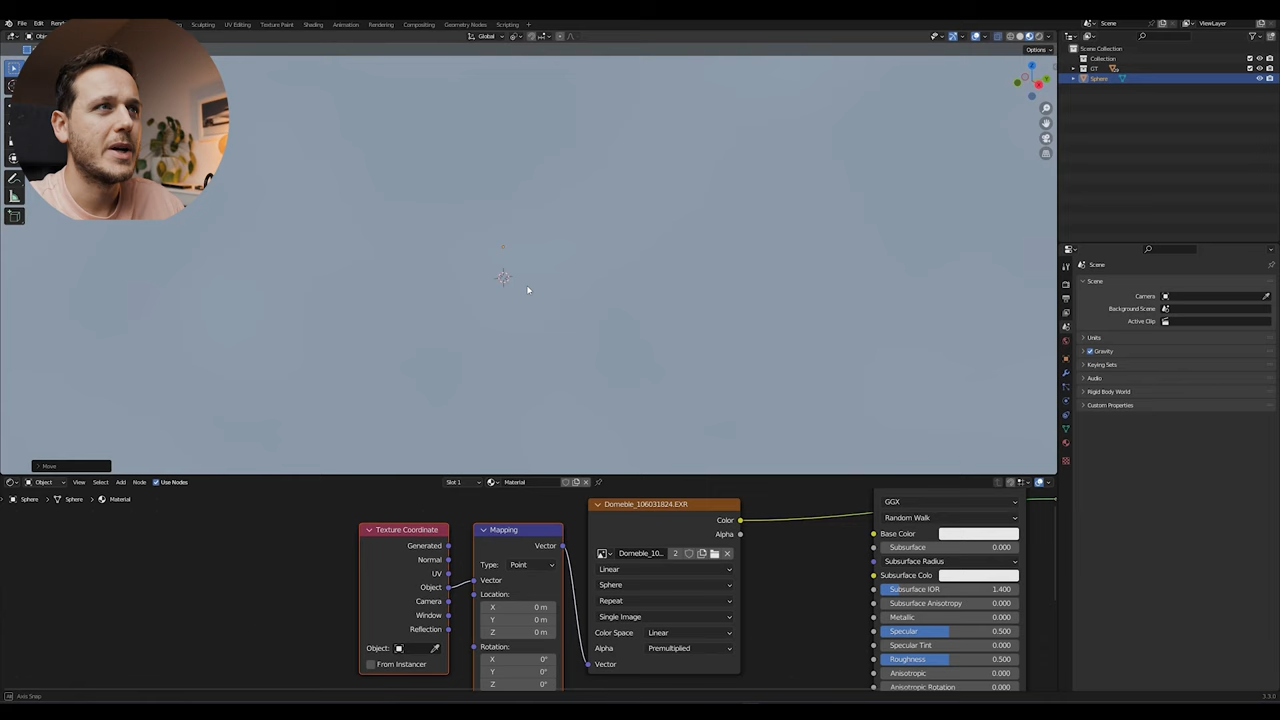 File Edit Sculpting UV Editing Texture Paint Shading Animation Rendering Compositing Geometry Nodes Scripting + Scene ViewLayer
Global
Options
Scene Collection
Collection
GT
Sphere
Scene
Scene
Camera
Background Scene
Active Clip
Units
Gravity
Keying Sets
Audio
Rigid Body World
Custom Properties
Move
Object View Select Add Node Use Nodes Slot 1 Material
Sphere > Sphere > Material
Texture Coordinate
Generated
Normal
UV
Object
Camera
Window
Reflection
Object:
From Instancer
Mapping
Vector
Type: Point
Vector
Location:
X 0 m
Y 0 m
Z 0 m
Rotation:
X 0°
Y 0°
Z 0°
Domeble_106031824.EXR
Color
Alpha
Domeble_10... 2
Linear
Sphere
Repeat
Single Image
Color Space Linear
Alpha Premultiplied
Vector
GGX
Random Walk
Base Color
Subsurface 0.000
Subsurface Radius
Subsurface Colo
Subsurface IOR 1.400
Subsurface Anisotropy 0.000
Metallic 0.000
Specular 0.500
Specular Tint 0.000
Roughness 0.500
Anisotropic 0.000
Anisotropic Rotation 0.000
Axis Snap
3.3.0